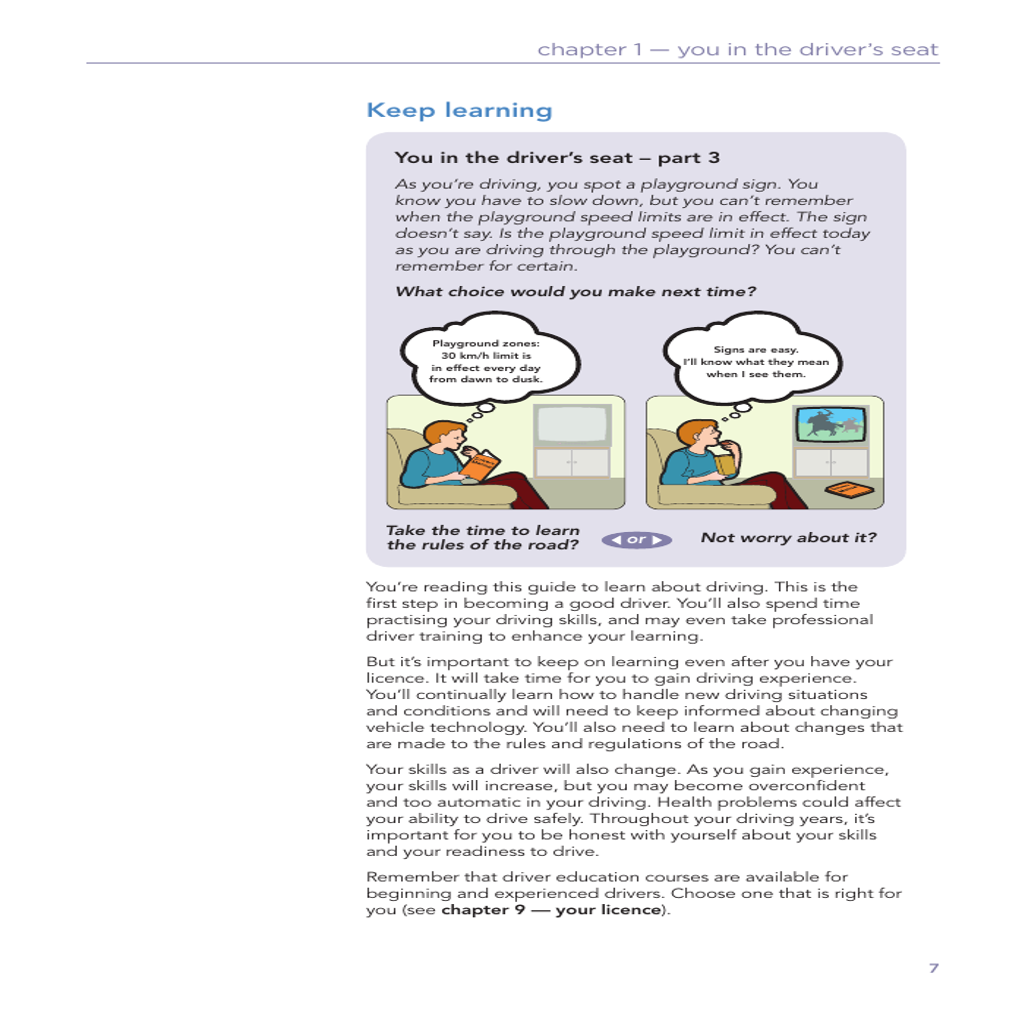 chapter 1 — you in the driver's seat
Keep learning
You in the driver's seat – part 3
As you're driving, you spot a playground sign. You
know you have to slow down, but you can't remember
when the playground speed limits are in effect. The sign
doesn't say. Is the playground speed limit in effect today
as you are driving through the playground? You can't
remember for certain.
What choice would you make next time?
Playground zones:
30 km/h limit is
in effect every day
from dawn to dusk.
Signs are easy.
I'll know what they mean
when I see them.
Take the time to learn
the rules of the road?
or
Not worry about it?
You're reading this guide to learn about driving. This is the
first step in becoming a good driver. You'll also spend time
practising your driving skills, and may even take professional
driver training to enhance your learning.
But it's important to keep on learning even after you have your
licence. It will take time for you to gain driving experience.
You'll continually learn how to handle new driving situations
and conditions and will need to keep informed about changing
vehicle technology. You'll also need to learn about changes that
are made to the rules and regulations of the road.
Your skills as a driver will also change. As you gain experience,
your skills will increase, but you may become overconfident
and too automatic in your driving. Health problems could affect
your ability to drive safely. Throughout your driving years, it's
important for you to be honest with yourself about your skills
and your readiness to drive.
Remember that driver education courses are available for
beginning and experienced drivers. Choose one that is right for
you (see chapter 9 — your licence).
7